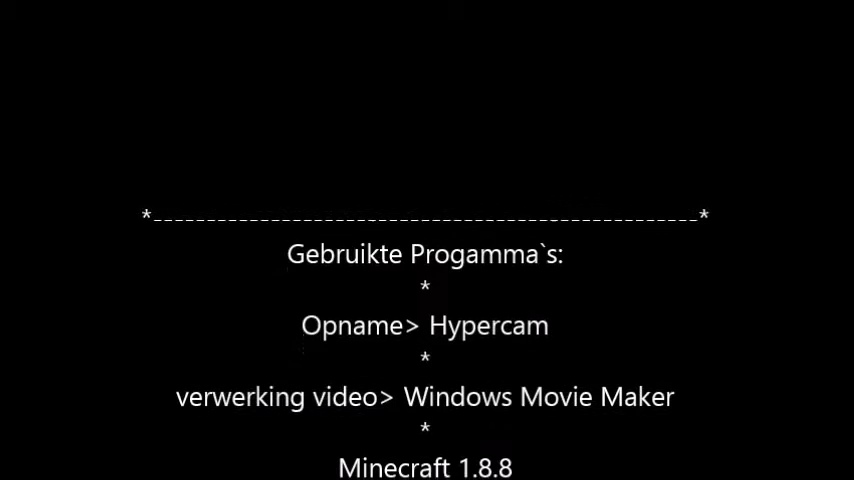 *---------------------------------------------------*
Gebruikte Progamma`s:
*
Opname> Hypercam
*
verwerking video> Windows Movie Maker
*
Minecraft 1.8.8